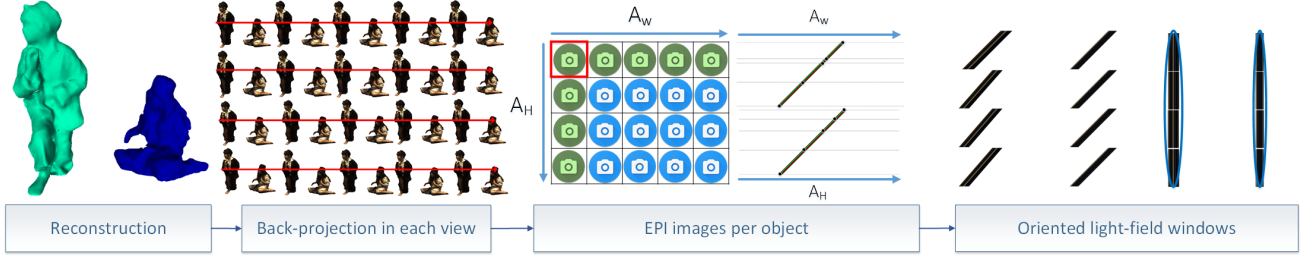 A_w
A_w
A_H
A_H
Reconstruction
Back-projection in each view
EPI images per object
Oriented light-field windows